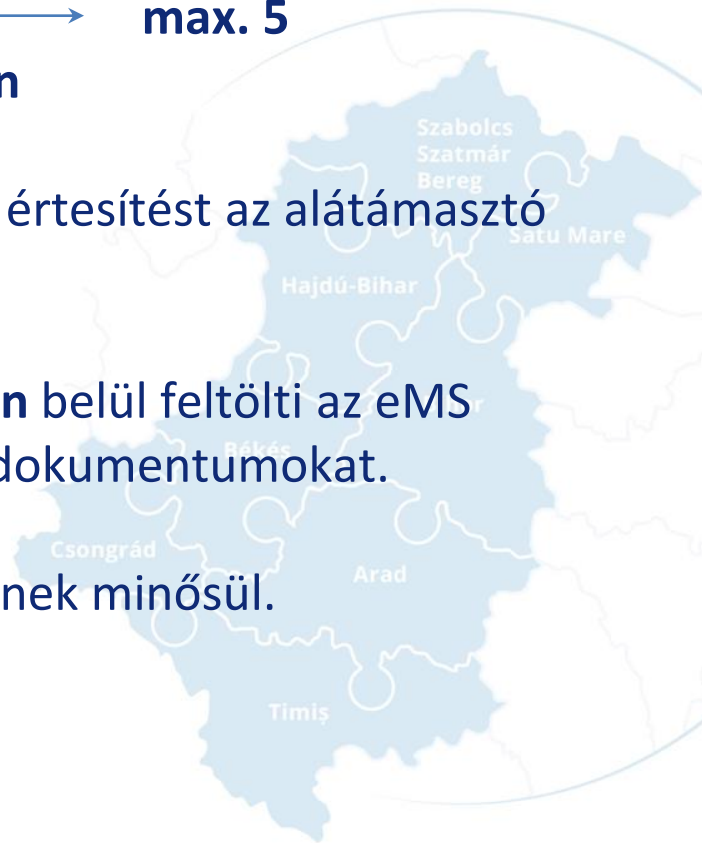 max. 5
n
értesítést az alátámasztó
n belül feltölti az eMS
dokumentumokat.
nek minősül.
Szabolcs
Szatmár
Bereg
Satu Mare
Hajdú-Bihar
Békés
Csongrád
Arad
Timiș